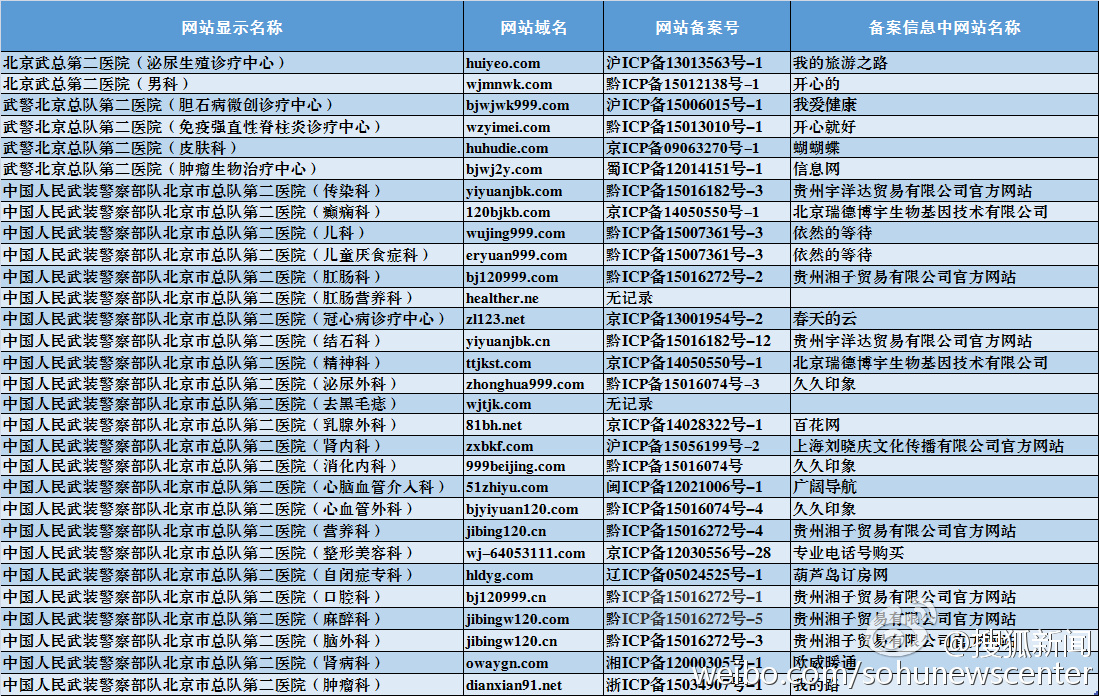 网站显示名称 网站域名 网站备案号 备案信息中网站名称
北京武总第二医院（泌尿生殖诊疗中心） huiyeo.com 沪ICP备13013563号-1 我的旅游之路
北京武总第二医院（男科） wjmnwk.com 黔ICP备15012138号-1 开心的
武警北京总队第二医院（胆石病微创诊疗中心） bjwjwk999.com 沪ICP备15006015号-1 我爱健康
武警北京总队第二医院（免疫强直性脊柱炎诊疗中心） wzyimei.com 黔ICP备15013010号-1 开心就好
武警北京总队第二医院（皮肤科） huhudie.com 京ICP备09063270号-1 蝴蝴蝶
武警北京总队第二医院（肿瘤生物治疗中心） bjwj2y.com 蜀ICP备12014151号-1 信息网
中国人民武装警察部队北京市总队第二医院（传染科） yiyuanjbk.com 黔ICP备15016182号-3 贵州宇洋达贸易有限公司官方网站
中国人民武装警察部队北京市总队第二医院（癫痫科） 120bjkb.com 京ICP备14050550号-1 北京瑞德博宇生物基因技术有限公司
中国人民武装警察部队北京市总队第二医院（儿科） wujing999.com 黔ICP备15007361号-3 依然的等待
中国人民武装警察部队北京市总队第二医院（儿童厌食症科） eryuan999.com 黔ICP备15007361号-3 依然的等待
中国人民武装警察部队北京市总队第二医院（肛肠科） bj120999.com 黔ICP备15016272号-2 贵州湘子贸易有限公司官方网站
中国人民武装警察部队北京市总队第二医院（肛肠营养科） healther.ne 无记录
中国人民武装警察部队北京市总队第二医院（冠心病诊疗中心） zl123.net 京ICP备13001954号-2 春天的云
中国人民武装警察部队北京市总队第二医院（结石科） yiyuanjbk.cn 黔ICP备15016182号-12 贵州宇洋达贸易有限公司官方网站
中国人民武装警察部队北京市总队第二医院（精神科） ttjkst.com 京ICP备14050550号-1 北京瑞德博宇生物基因技术有限公司
中国人民武装警察部队北京市总队第二医院（泌尿外科） zhonghua999.com 黔ICP备15016074号-3 久久印象
中国人民武装警察部队北京市总队第二医院（去黑毛痣） wjtjk.com 无记录
中国人民武装警察部队北京市总队第二医院（乳腺外科） 81bh.net 京ICP备14028322号-1 百花网
中国人民武装警察部队北京市总队第二医院（肾内科） zxbkf.com 沪ICP备15056199号-2 上海刘晓庆文化传播有限公司官方网站
中国人民武装警察部队北京市总队第二医院（消化内科） 999beijing.com 黔ICP备15016074号 久久印象
中国人民武装警察部队北京市总队第二医院（心脑血管介入科） 51zhiyu.com 闽ICP备12021006号-1 广阔导航
中国人民武装警察部队北京市总队第二医院（心血管外科） bjyiyuan120.com 黔ICP备15016074号-4 久久印象
中国人民武装警察部队北京市总队第二医院（营养科） jibing120.cn 黔ICP备15016272号-4 贵州湘子贸易有限公司官方网站
中国人民武装警察部队北京市总队第二医院（整形美容科） wj-64053111.com 京ICP备12030556号-28 专业电话号购买
中国人民武装警察部队北京市总队第二医院（自闭症专科） hldyg.com 辽ICP备05024525号-1 葫芦岛订房网
中国人民武装警察部队北京市总队第二医院（口腔科） bj120999.cn 黔ICP备15016272号-1 贵州湘子贸易有限公司官方网站
中国人民武装警察部队北京市总队第二医院（麻醉科） jibingw120.com 黔ICP备15016272号-5 贵州湘子贸易有限公司官方网站
中国人民武装警察部队北京市总队第二医院（脑外科） jibingw120.cn 黔ICP备15016272号-3 贵州湘子贸易有限公司官方网站
@搜狐新闻
中国人民武装警察部队北京市总队第二医院（肾病科） owaygn.com 湘ICP备12000305号-1 欧威暖通
weibo.com/sohunewscenter
中国人民武装警察部队北京市总队第二医院（肿瘤科） dianxian91.net 浙ICP备15034907号-1 我的路